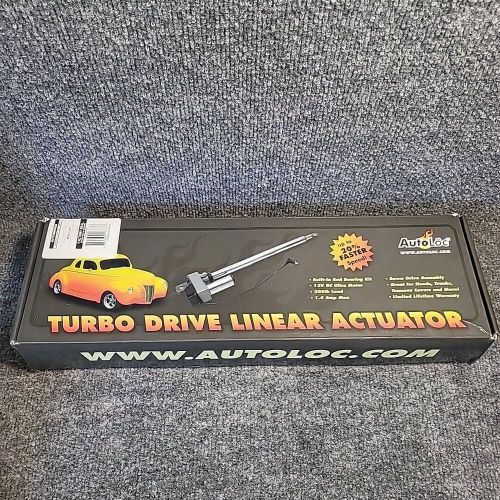 up to
20%
FASTER
Speeds!
AutoLoc
WWW.AUTOLOC.COM
• Built-In Rod Bearing Kit
• 12V DC Ultra Motor
• 200lb Load
• 1.4 Amp Max
• Screw Drive Assembly
• Great for Hoods, Trunks,
Tonneau Covers and More!
• Limited Lifetime Warranty
TURBO DRIVE LINEAR ACTUATOR
WWW.AUTOLOC.COM